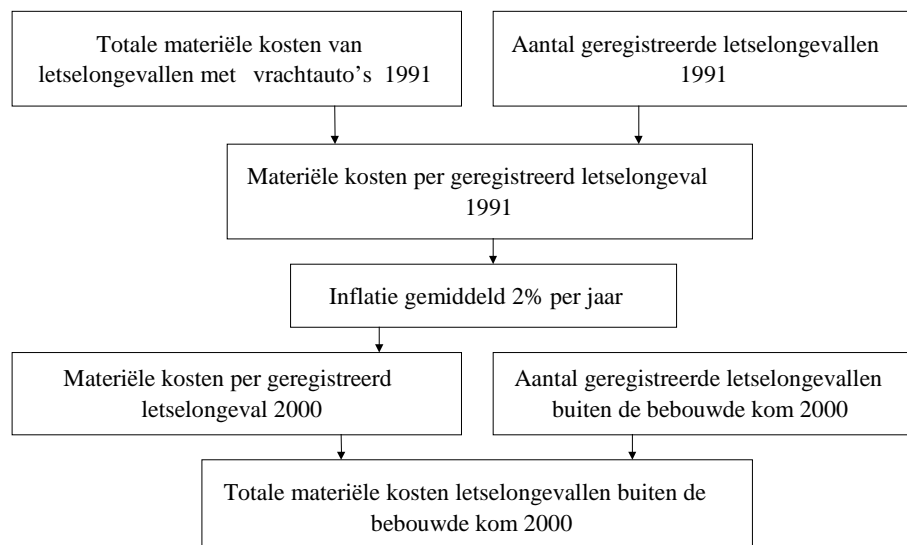 Totale materiële kosten van
letselongevallen met vrachtauto's 1991
Aantal geregistreerde letselongevallen
1991
Materiële kosten per geregistreerd letselongeval
1991
Inflatie gemiddeld 2% per jaar
Materiële kosten per geregistreerd
letselongeval 2000
Aantal geregistreerde letselongevallen
buiten de bebouwde kom 2000
Totale materiële kosten letselongevallen buiten de
bebouwde kom 2000